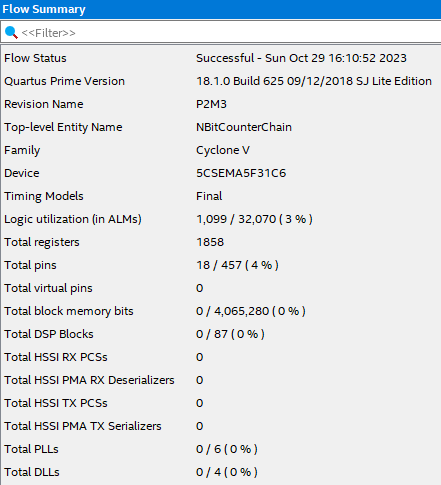 Flow Summary
<<Filter>>
Flow Status Successful - Sun Oct 29 16:10:52 2023
Quartus Prime Version 18.1.0 Build 625 09/12/2018 SJ Lite Edition
Revision Name P2M3
Top-level Entity Name NBitCounterChain
Family Cyclone V
Device 5CSEMA5F31C6
Timing Models Final
Logic utilization (in ALMs) 1,099 / 32,070 ( 3 % )
Total registers 1858
Total pins 18 / 457 ( 4 % )
Total virtual pins 0
Total block memory bits 0 / 4,065,280 ( 0 % )
Total DSP Blocks 0 / 87 ( 0 % )
Total HSSI RX PCSs 0
Total HSSI PMA RX Deserializers 0
Total HSSI TX PCSs 0
Total HSSI PMA TX Serializers 0
Total PLLs 0 / 6 ( 0 % )
Total DLLs 0 / 4 ( 0 % )